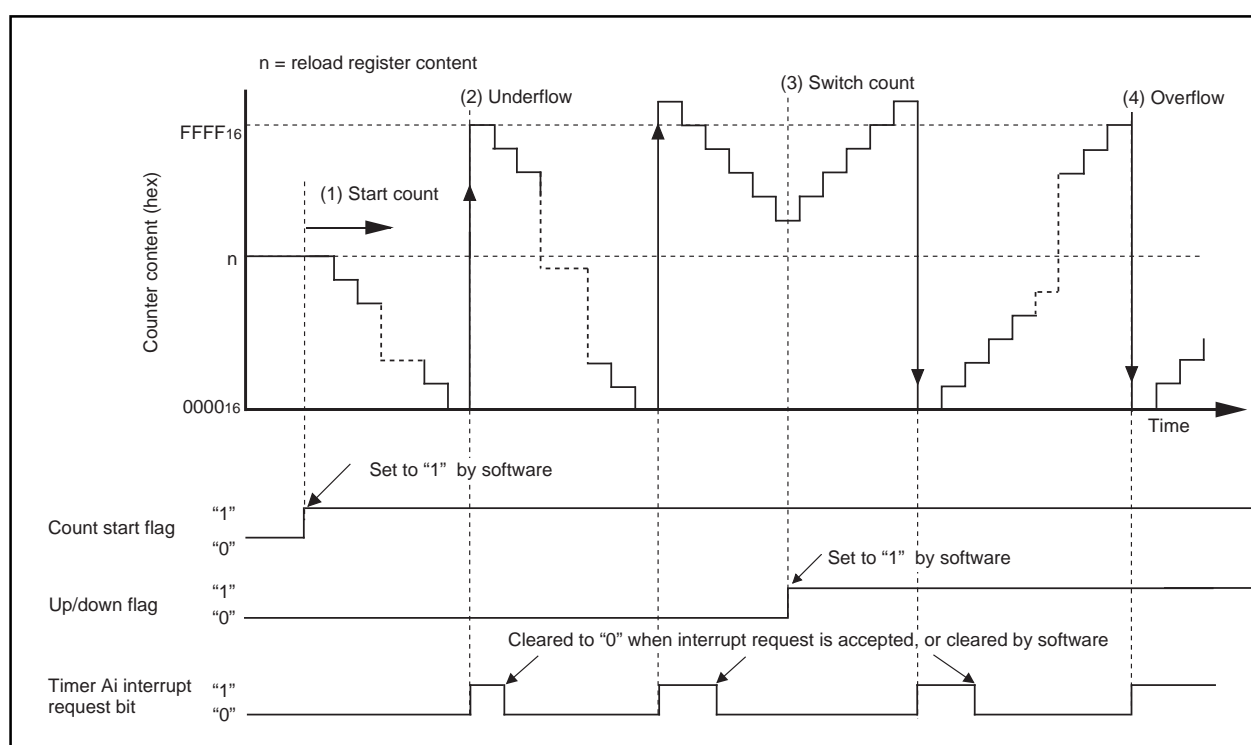 n = reload register content
(2) Underflow
(3) Switch count
(4) Overflow
FFFF16
(1) Start count
Counter content (hex)
n
000016
Time
Set to “1” by software
Count start flag
“1”
“0”
Set to “1” by software
Up/down flag
“1”
“0”
Cleared to “0” when interrupt request is accepted, or cleared by software
Timer Ai interrupt
request bit
“1”
“0”